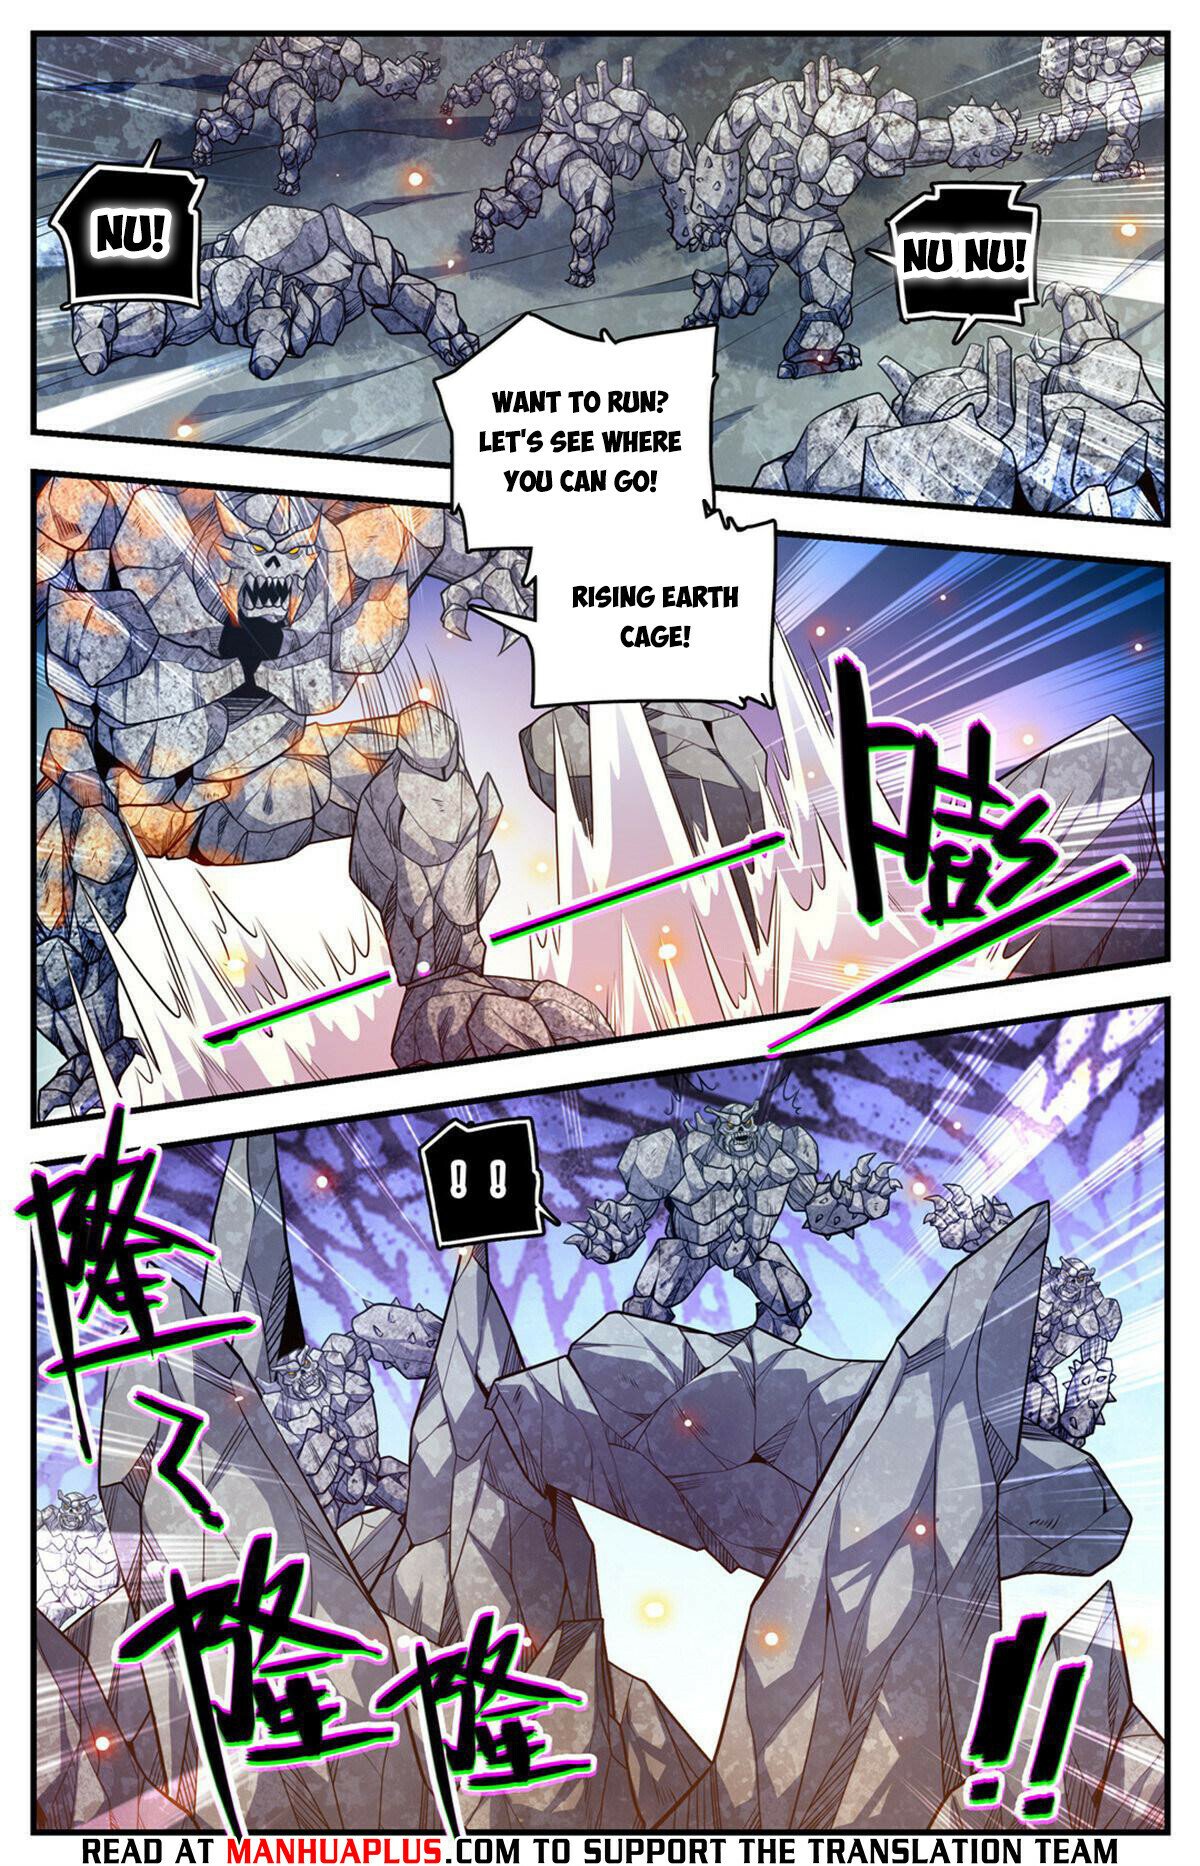 NU!
NU NU!
WANT TO RUN?
LET'S SEE WHERE
YOU CAN GO!
RISING EARTH
CAGE!
嘭
!!
隆
隆
隆
!!
READ AT MANHUAPLUS.COM TO SUPPORT THE TRANSLATION TEAM